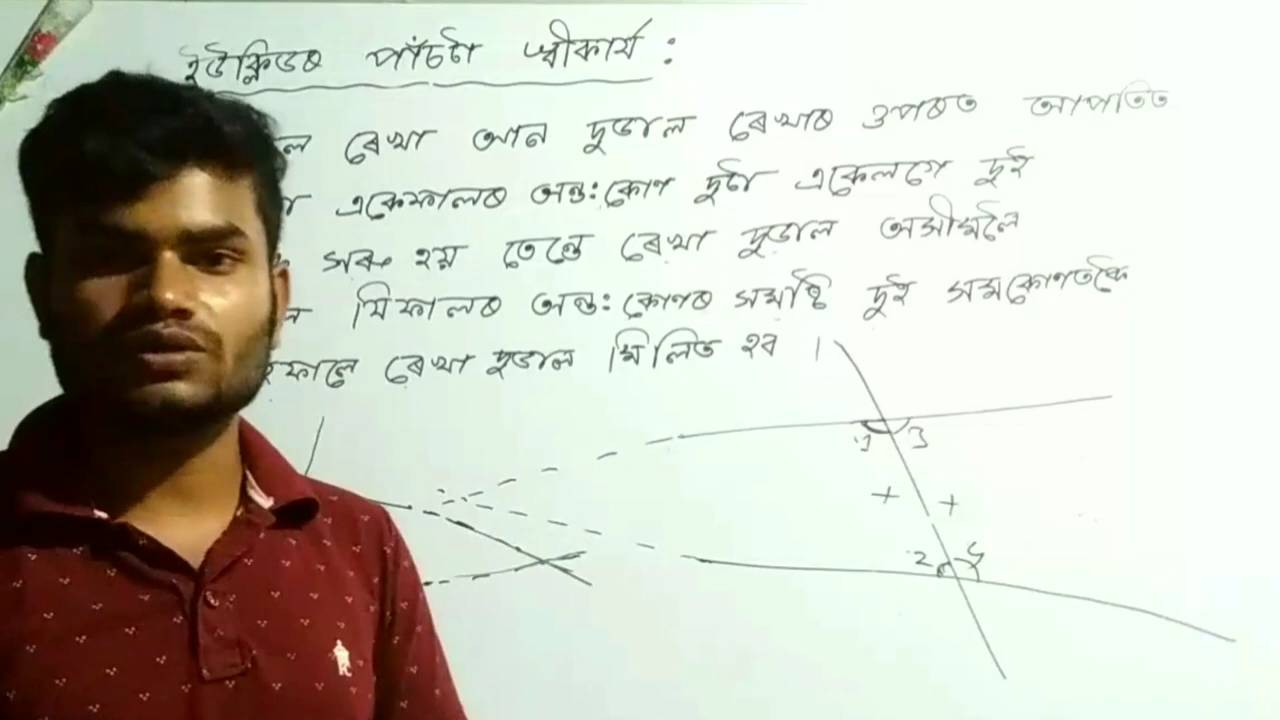 ইউক্লিডৰ পাঁচটা স্বীকাৰ্য :
ৰেখা আন দুডাল ৰেখাৰ ওপৰত আপতিত
একেফালৰ অন্তঃকোণ দুটা একেলগে দুই
সৰু হয় তেন্তে ৰেখা দুডাল অসীমলৈ
যিফালৰ অন্তঃকোণৰ সমষ্টি দুই সমকোণতকৈ
ৰেখা দুডাল মিলিত হব ।
1 3
+ +
2 4